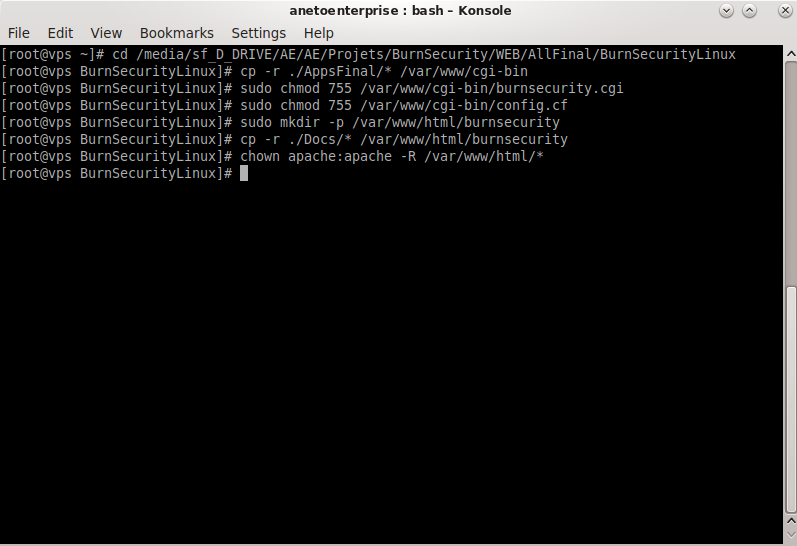 anetoenterprise : bash – Konsole
File Edit View Bookmarks Settings Help
[root@vps ~]# cd /media/sf_D_DRIVE/AE/AE/Projets/BurnSecurity/WEB/AllFinal/BurnSecurityLinux
[root@vps BurnSecurityLinux]# cp -r ./AppsFinal/* /var/www/cgi-bin
[root@vps BurnSecurityLinux]# sudo chmod 755 /var/www/cgi-bin/burnsecurity.cgi
[root@vps BurnSecurityLinux]# sudo chmod 755 /var/www/cgi-bin/config.cf
[root@vps BurnSecurityLinux]# sudo mkdir -p /var/www/html/burnsecurity
[root@vps BurnSecurityLinux]# cp -r ./Docs/* /var/www/html/burnsecurity
[root@vps BurnSecurityLinux]# chown apache:apache -R /var/www/html/*
[root@vps BurnSecurityLinux]#